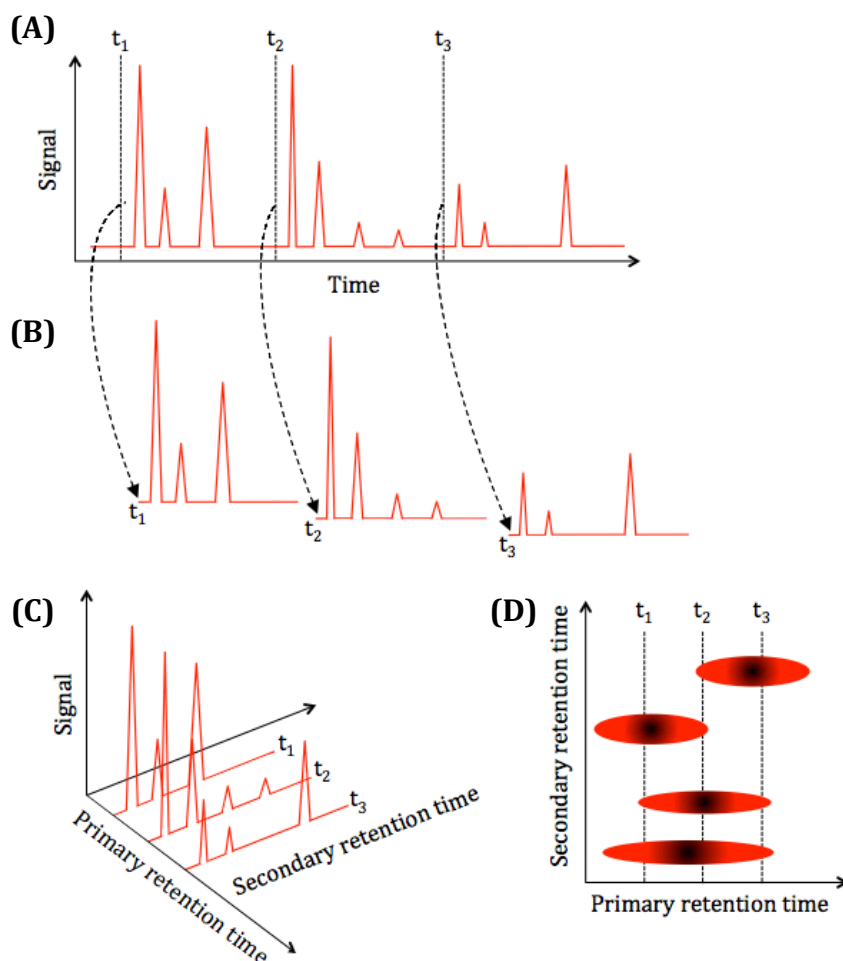 (A)
t1
t2
t3
Signal
Time
(B)
t1
t2
t3
(C)
Signal
t1
t2
t3
Primary retention time
Secondary retention time
(D)
t1
t2
t3
Secondary retention time
Primary retention time